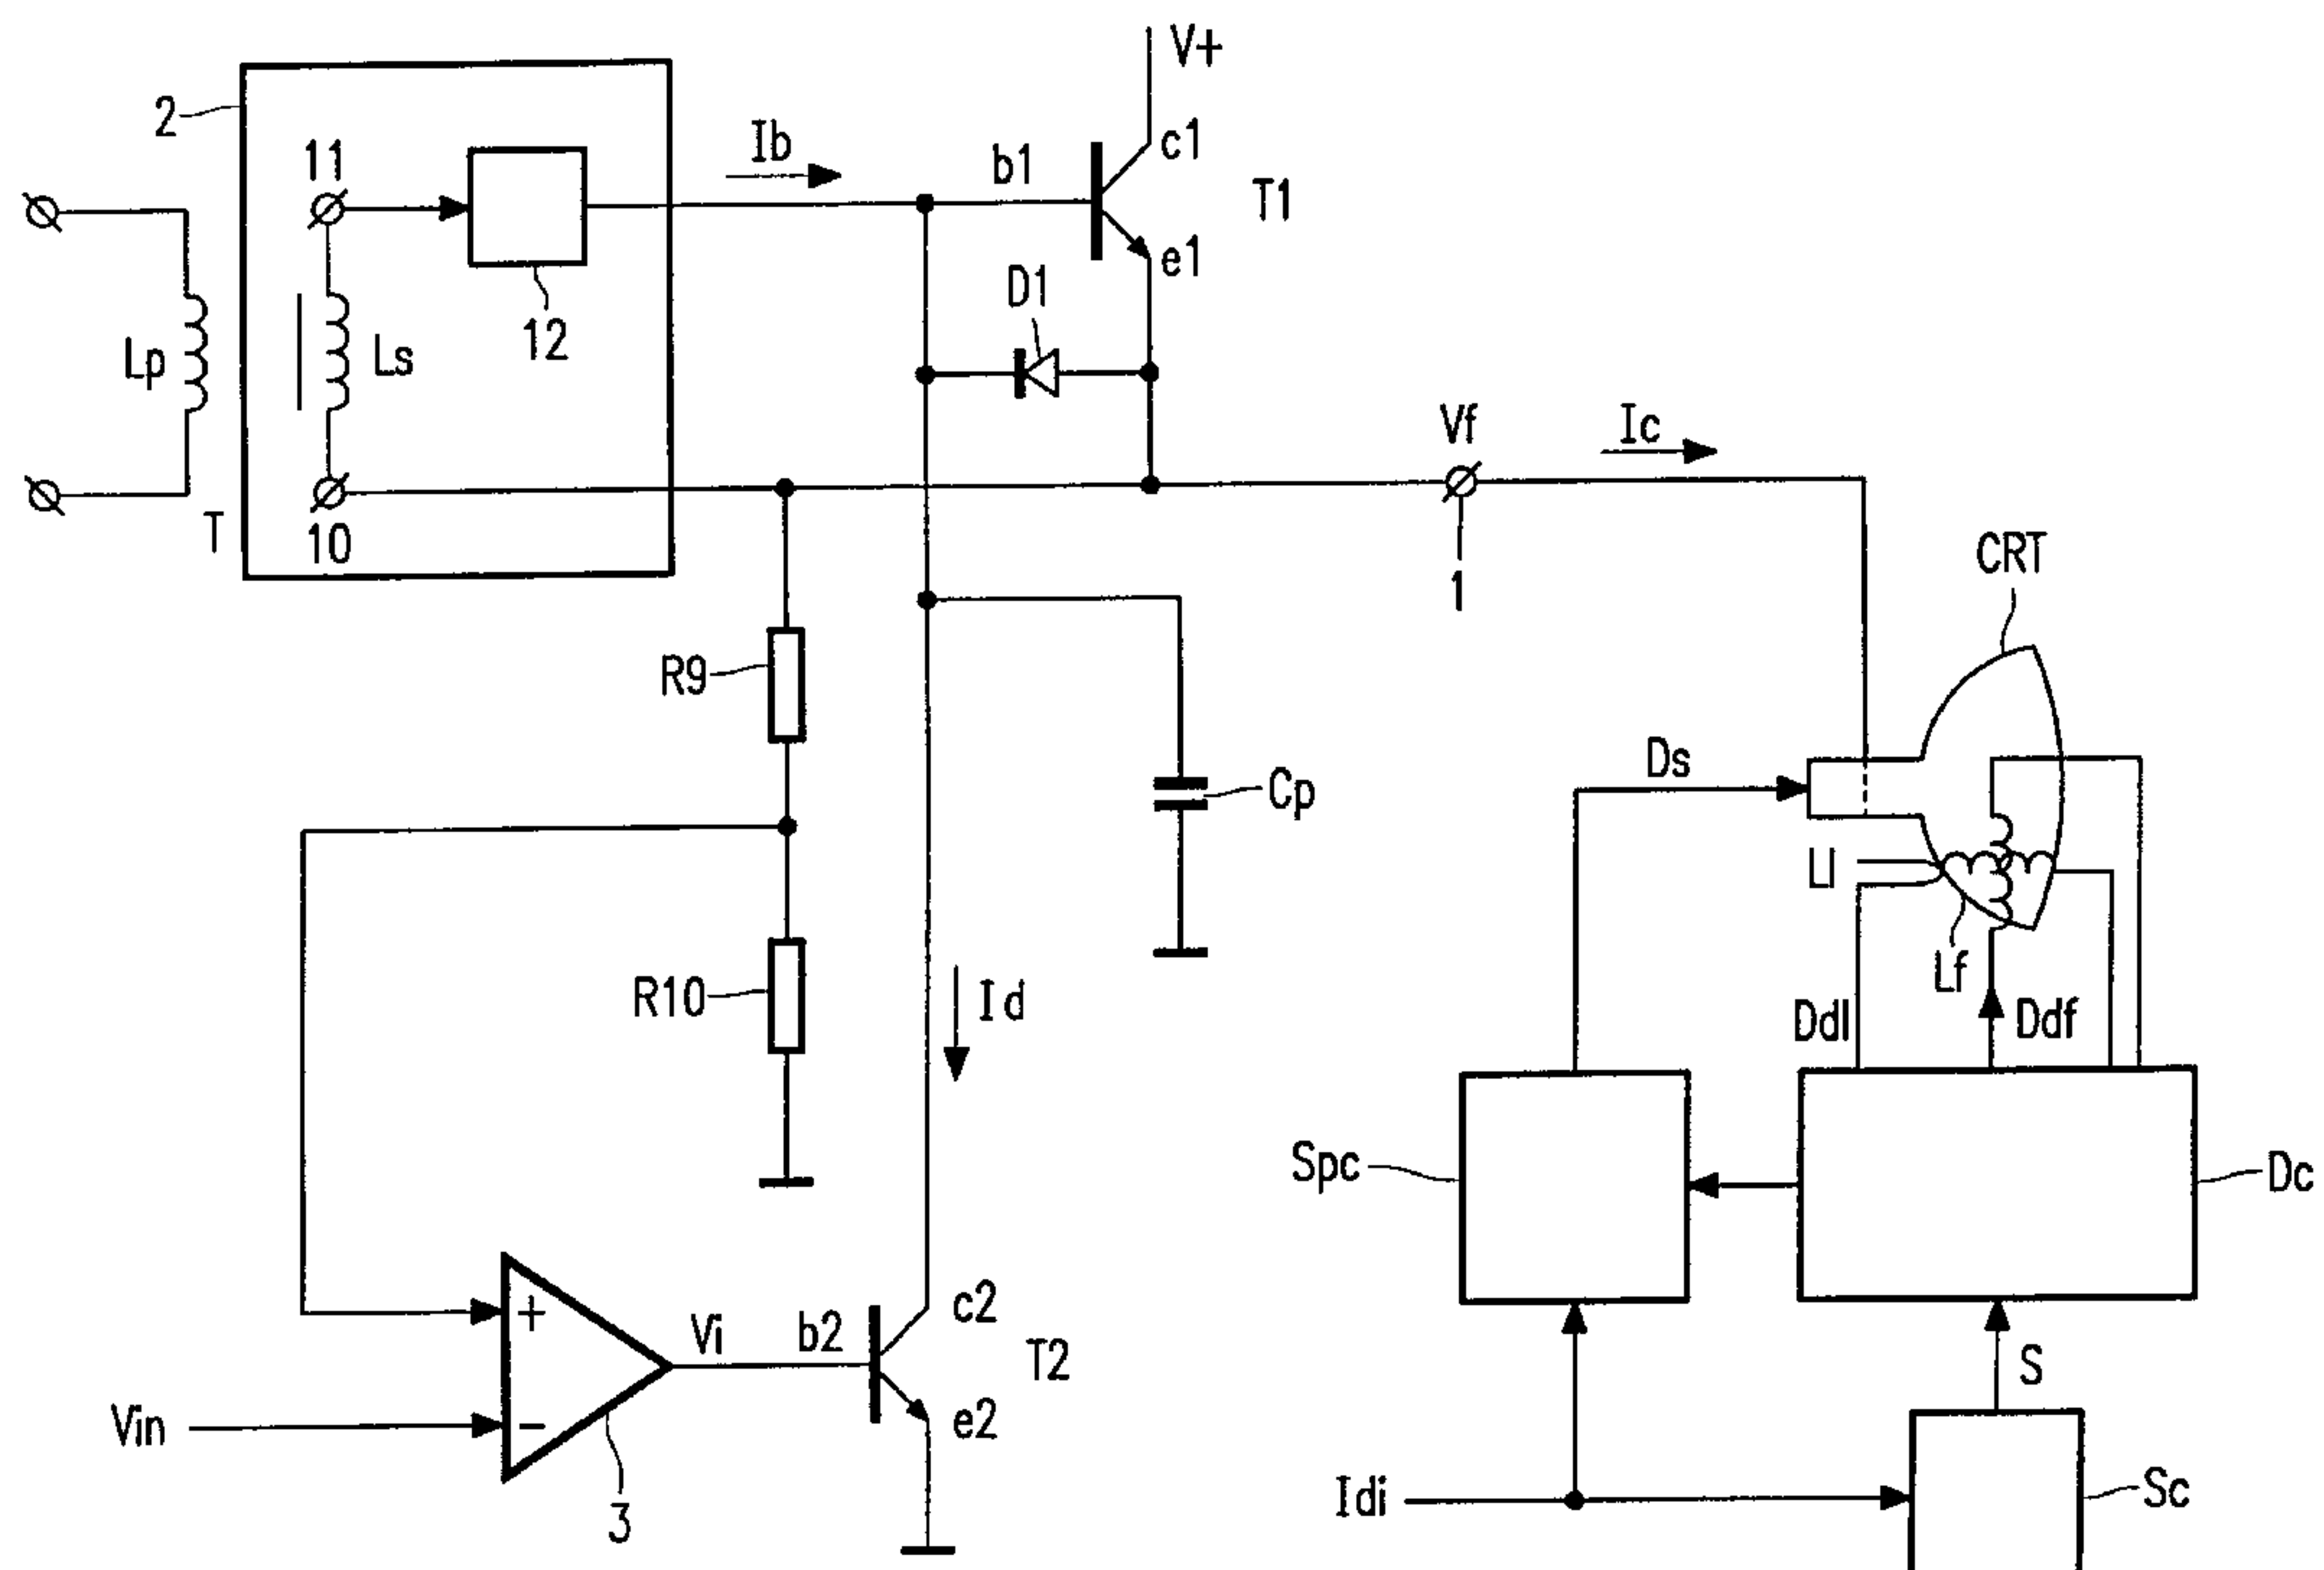 V+
2
11
Ib
b1
c1
T1
e1
D1
12
Lp
Ls
Vf
Ic
T
10
1
CRT
R9
Ds
Cp
Ll
R10
Id
Lf
Ddl
Ddf
Spc
Dc
+
Vi
b2
c2
T2
S
Vin
−
e2
3
Idi
Sc